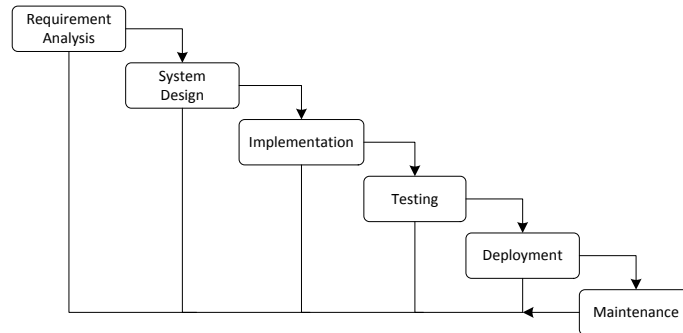 Requirement
Analysis
System
Design
Implementation
Testing
Deployment
Maintenance